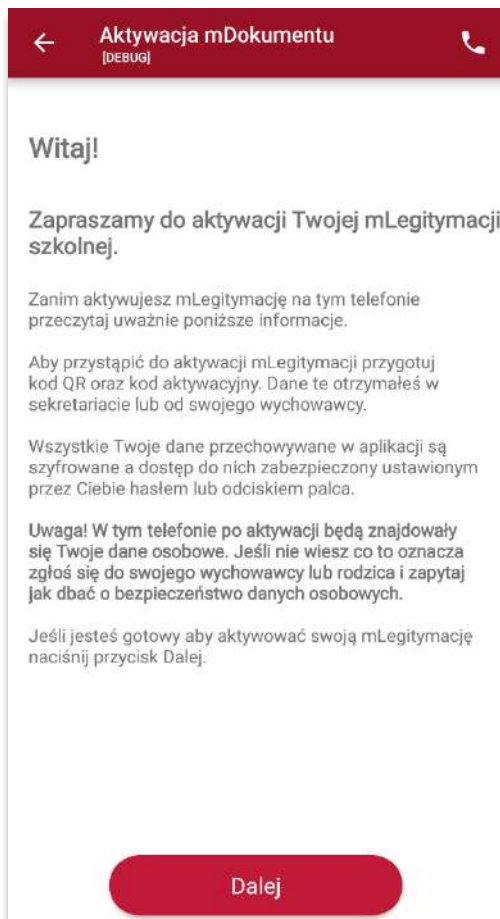 Aktywacja mDokumentu
[DEBUG]
Witaj!
Zapraszamy do aktywacji Twojej mLegitymacji
szkolnej.
Zanim aktywujesz mLegitymację na tym telefonie
przeczytaj uważnie poniższe informacje.
Aby przystąpić do aktywacji mLegitymacji przygotuj
kod QR oraz kod aktywacyjny. Dane te otrzymałeś w
sekretariacie lub od swojego wychowawcy.
Wszystkie Twoje dane przechowywane w aplikacji są
szyfrowane a dostęp do nich zabezpieczony ustawionym
przez Ciebie hasłem lub odciskiem palca.
Uwaga! W tym telefonie po aktywacji będą znajdowały
się Twoje dane osobowe. Jeśli nie wiesz co to oznacza
zgłoś się do swojego wychowawcy lub rodzica i zapytaj
jak dbać o bezpieczeństwo danych osobowych.
Jeśli jesteś gotowy aby aktywować swoją mLegitymację
naciśnij przycisk Dalej.
Dalej